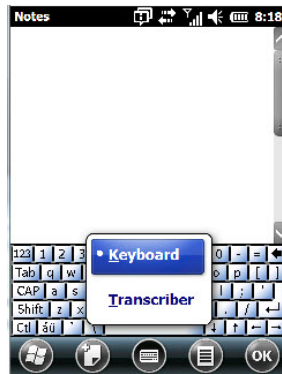 Notes 8:18
123 1 2 3 0 - =
Keyboard
Tab q w o p [ ]
CAP a s l ; '
Transcriber
Shift z x . /
Ctl áü ` \
OK